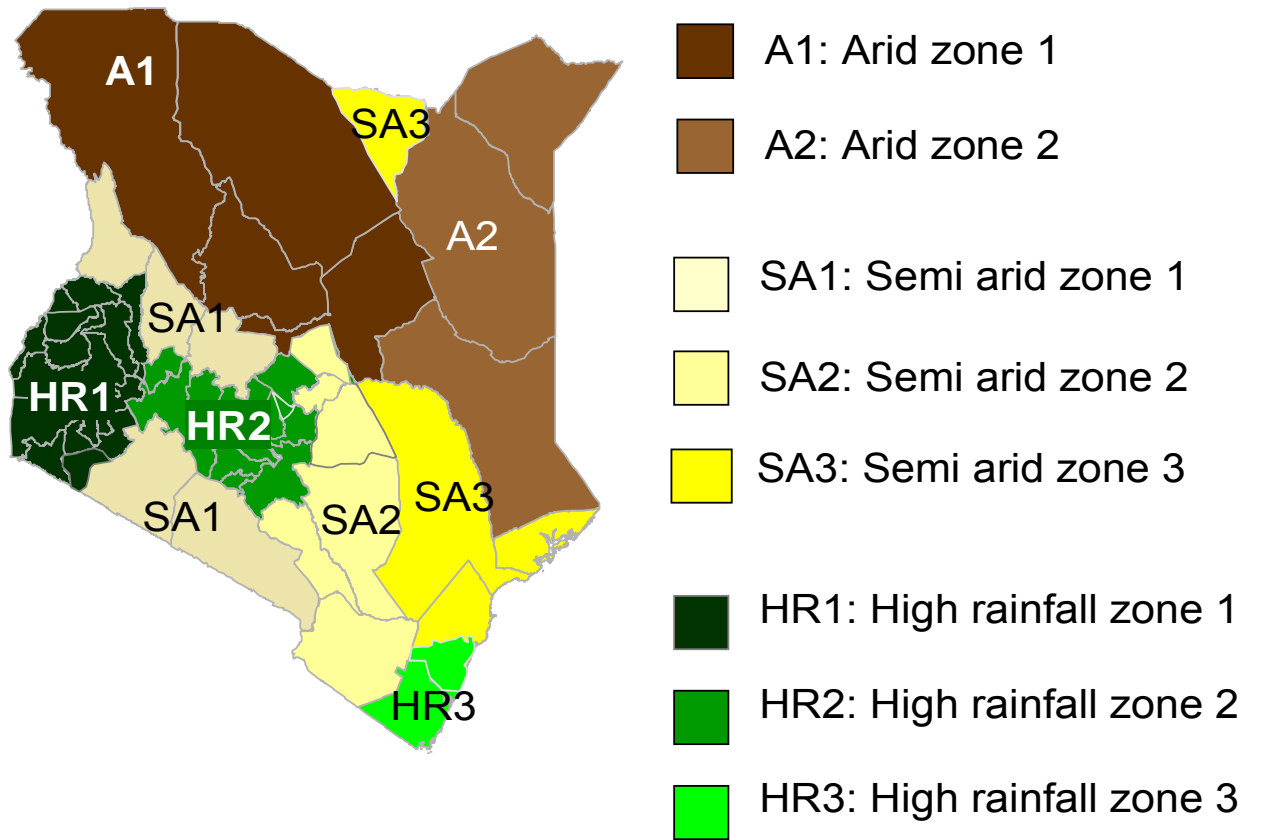 A1
SA3
A2
SA1
HR1
HR2
SA3
SA1
SA2
HR3
A1: Arid zone 1
A2: Arid zone 2
SA1: Semi arid zone 1
SA2: Semi arid zone 2
SA3: Semi arid zone 3
HR1: High rainfall zone 1
HR2: High rainfall zone 2
HR3: High rainfall zone 3